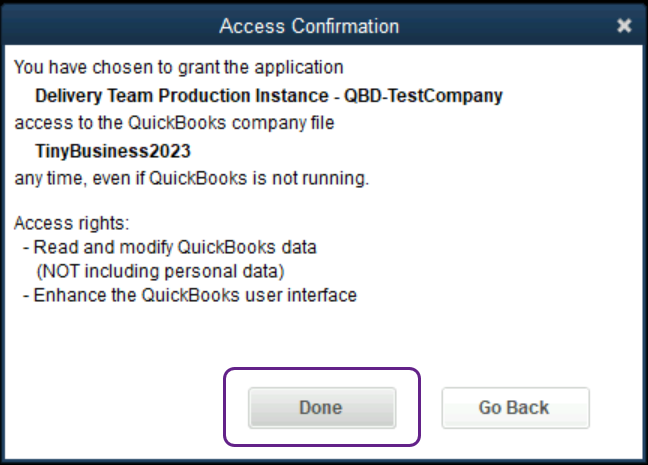 Access Confirmation
You have chosen to grant the application
Delivery Team Production Instance - QBD-TestCompany
access to the QuickBooks company file
TinyBusiness2023
any time, even if QuickBooks is not running.
Access rights:
- Read and modify QuickBooks data
(NOT including personal data)
- Enhance the QuickBooks user interface
Done
Go Back